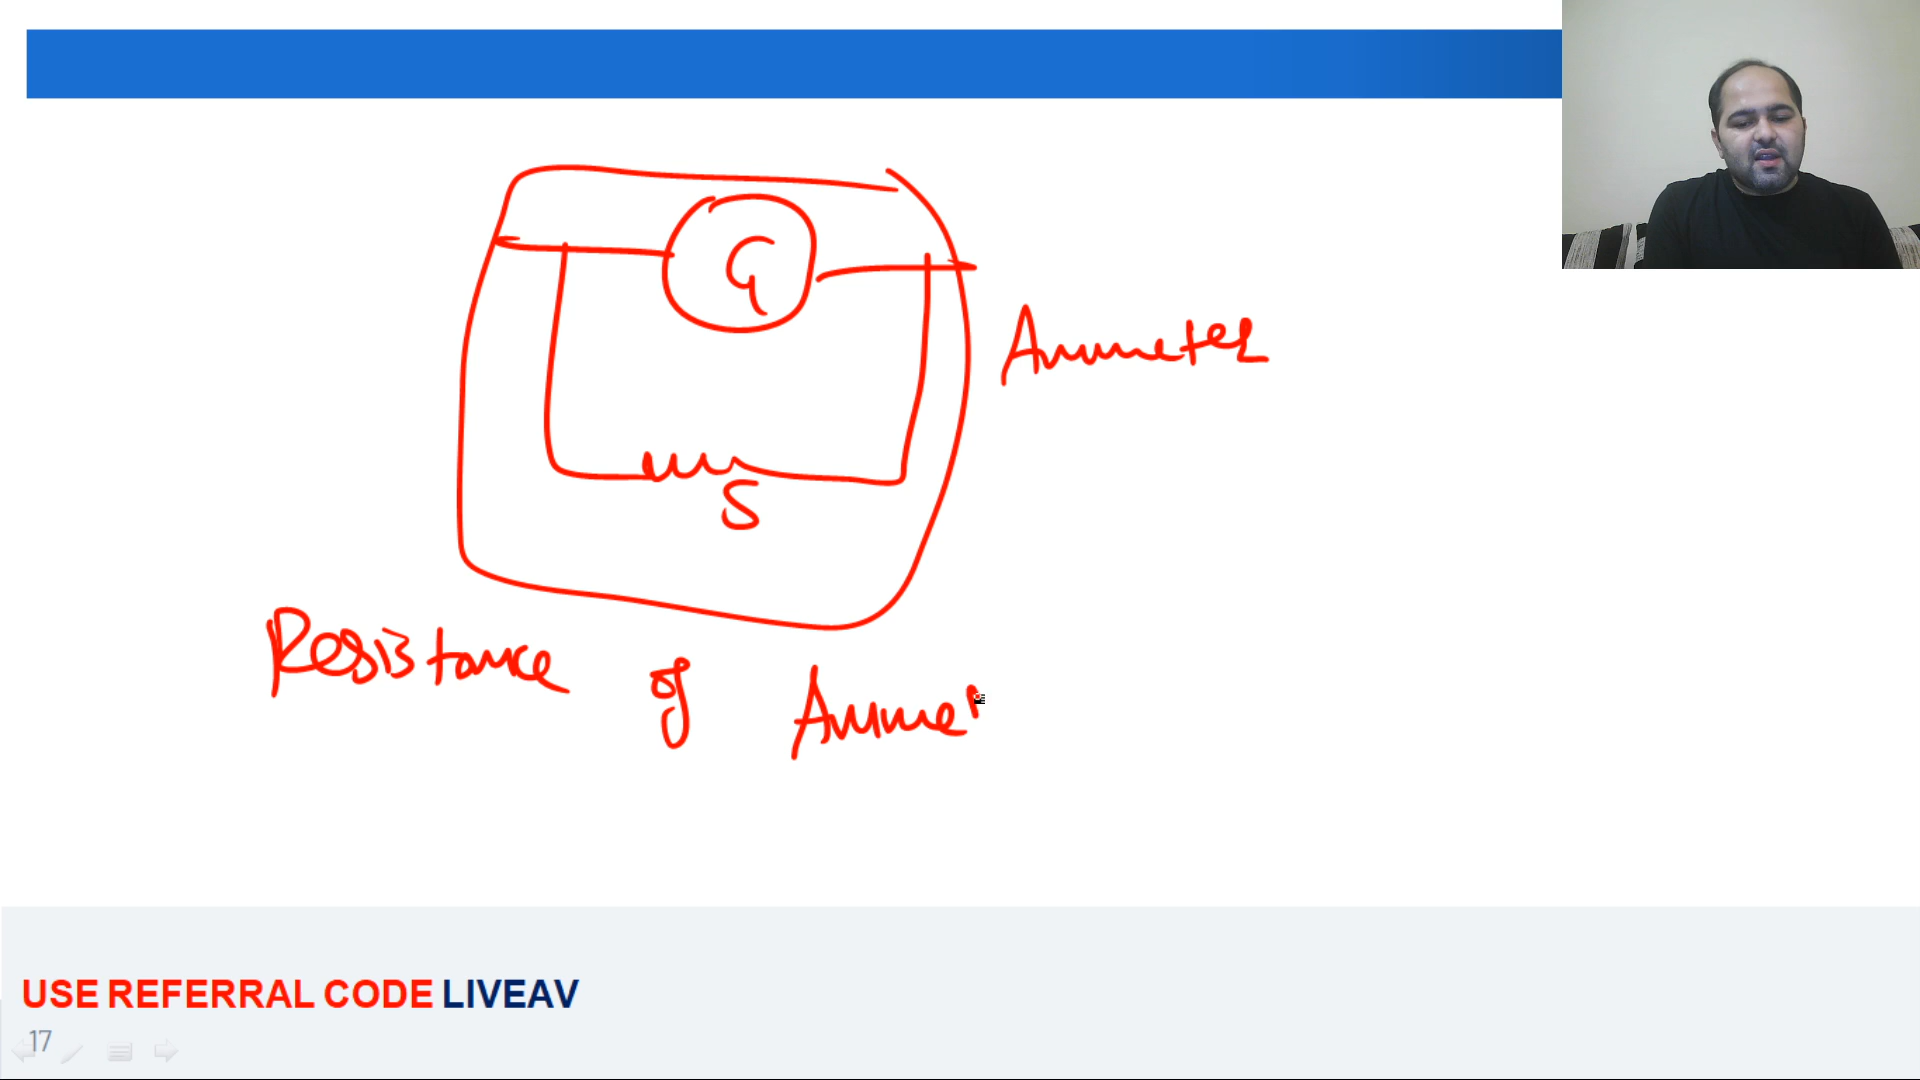 G
Ammeter
S
Resistance of Amme
USE REFERRAL CODE LIVEAV
17